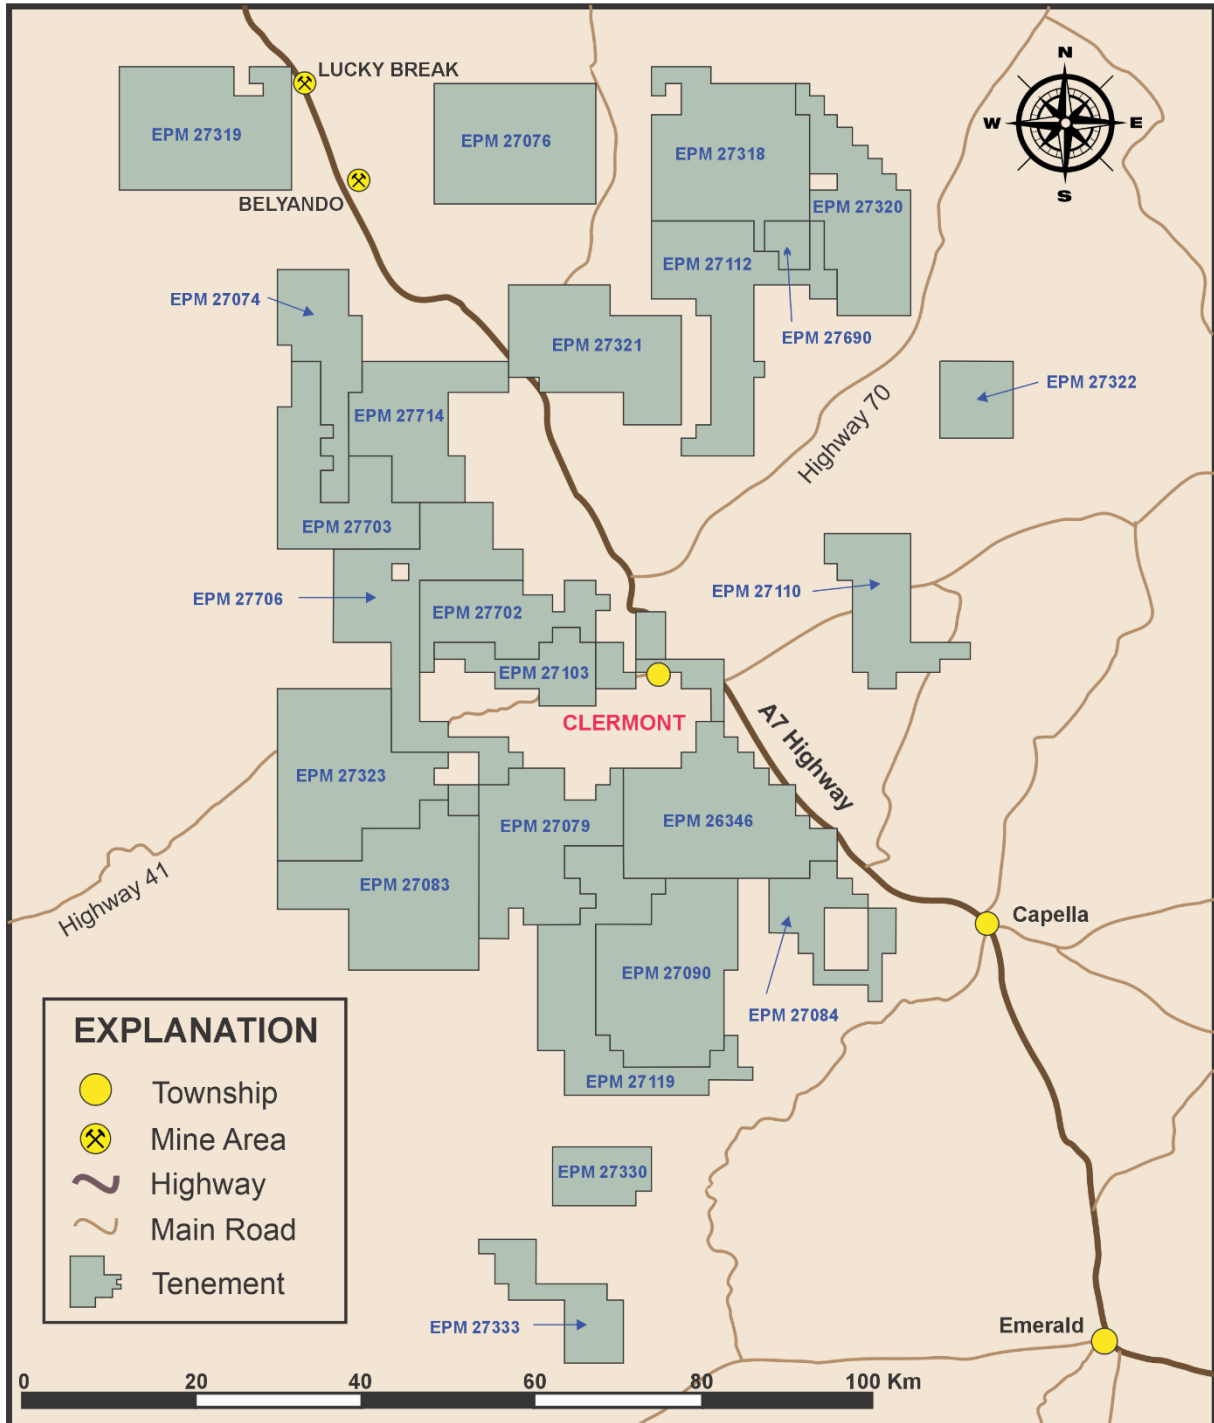 LUCKY BREAK
N
W
E
S
EPM 27319
EPM 27076
EPM 27318
BELYANDO
EPM 27320
EPM 27112
EPM 27074
EPM 27690
EPM 27321
EPM 27322
EPM 27714
Highway 70
EPM 27703
EPM 27706
EPM 27702
EPM 27110
EPM 27103
CLERMONT
A7 Highway
EPM 27323
EPM 27079
EPM 26346
EPM 27083
Highway 41
Capella
EPM 27090
EPM 27084
EPM 27119
EXPLANATION
Township
Mine Area
Highway
Main Road
Tenement
EPM 27330
EPM 27333
Emerald
0 20 40 60 80 100 Km